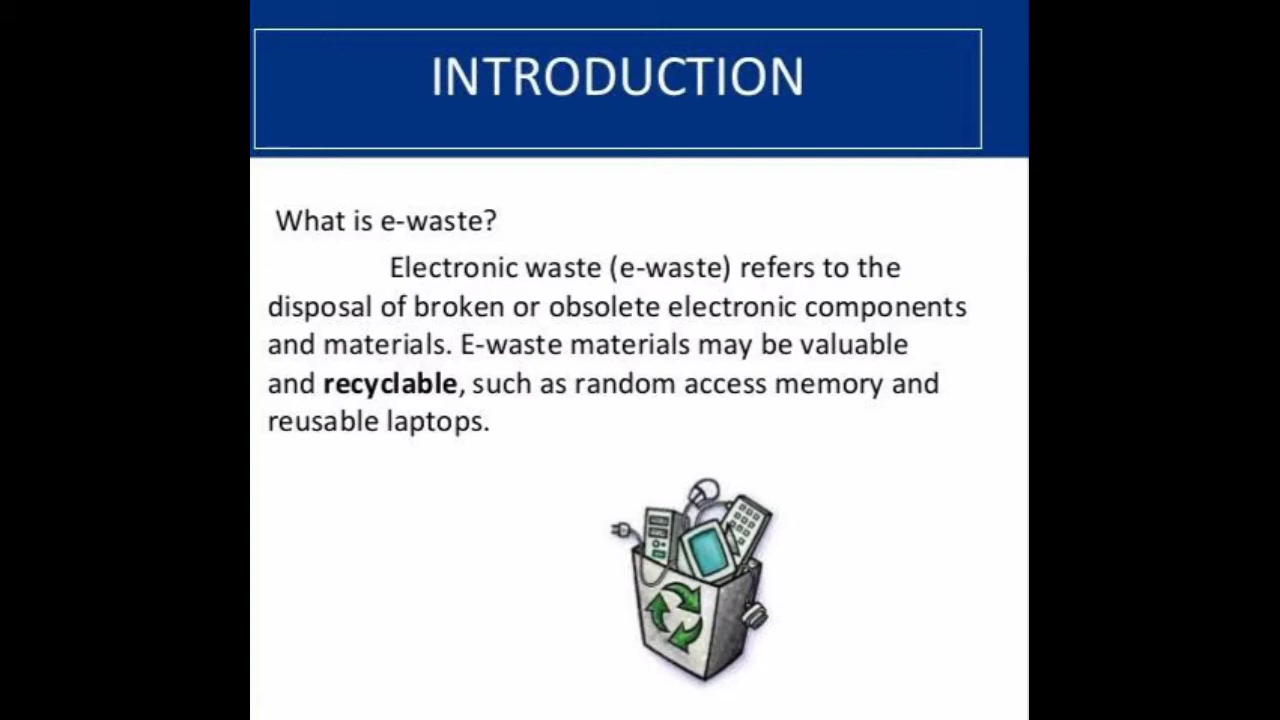 INTRODUCTION
What is e-waste?
Electronic waste (e-waste) refers to the
disposal of broken or obsolete electronic components
and materials. E-waste materials may be valuable
and recyclable, such as random access memory and
reusable laptops.